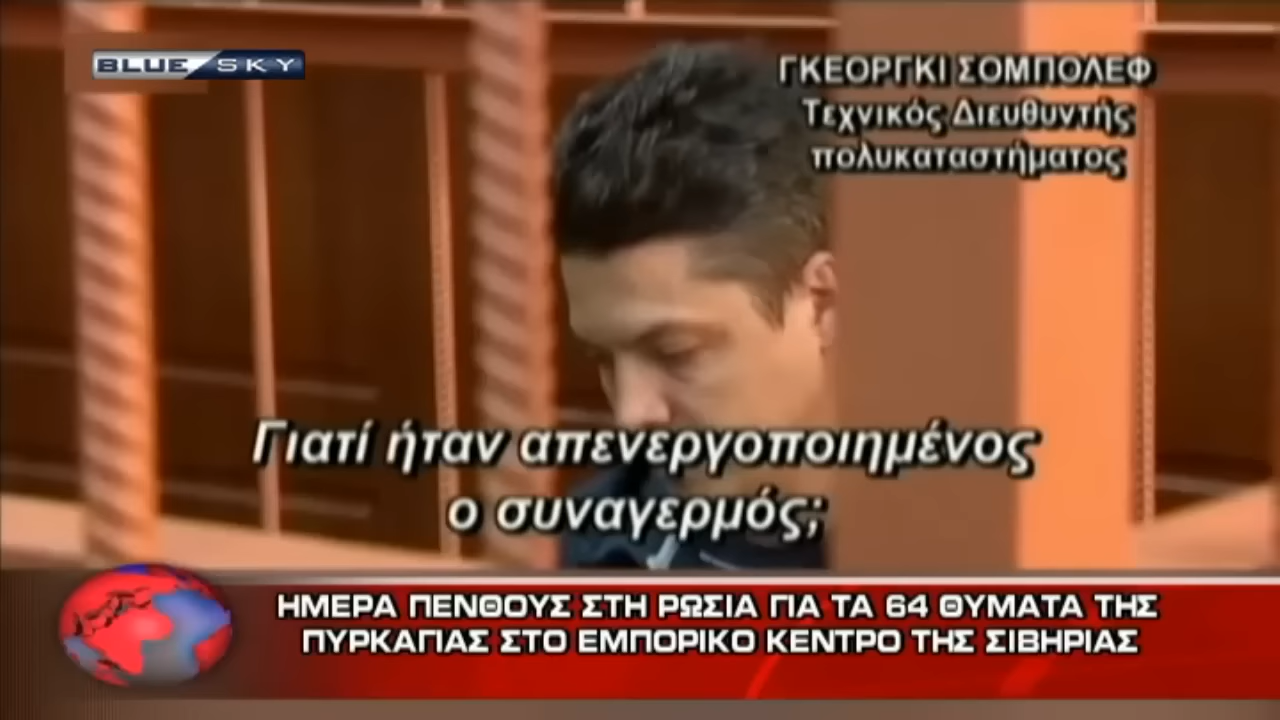 BLUE SKY
ΓΚΕΟΡΓΚΙ ΣΟΜΠΟΛΕΦ
Τεχνικός Διευθυντής
πολυκαταστήματος
Γιατί ήταν απενεργοποιημένος
ο συναγερμός;
ΗΜΕΡΑ ΠΕΝΘΟΥΣ ΣΤΗ ΡΩΣΙΑ ΓΙΑ ΤΑ 64 ΘΥΜΑΤΑ ΤΗΣ
ΠΥΡΚΑΓΙΑΣ ΣΤΟ ΕΜΠΟΡΙΚΟ ΚΕΝΤΡΟ ΤΗΣ ΣΙΒΗΡΙΑΣ